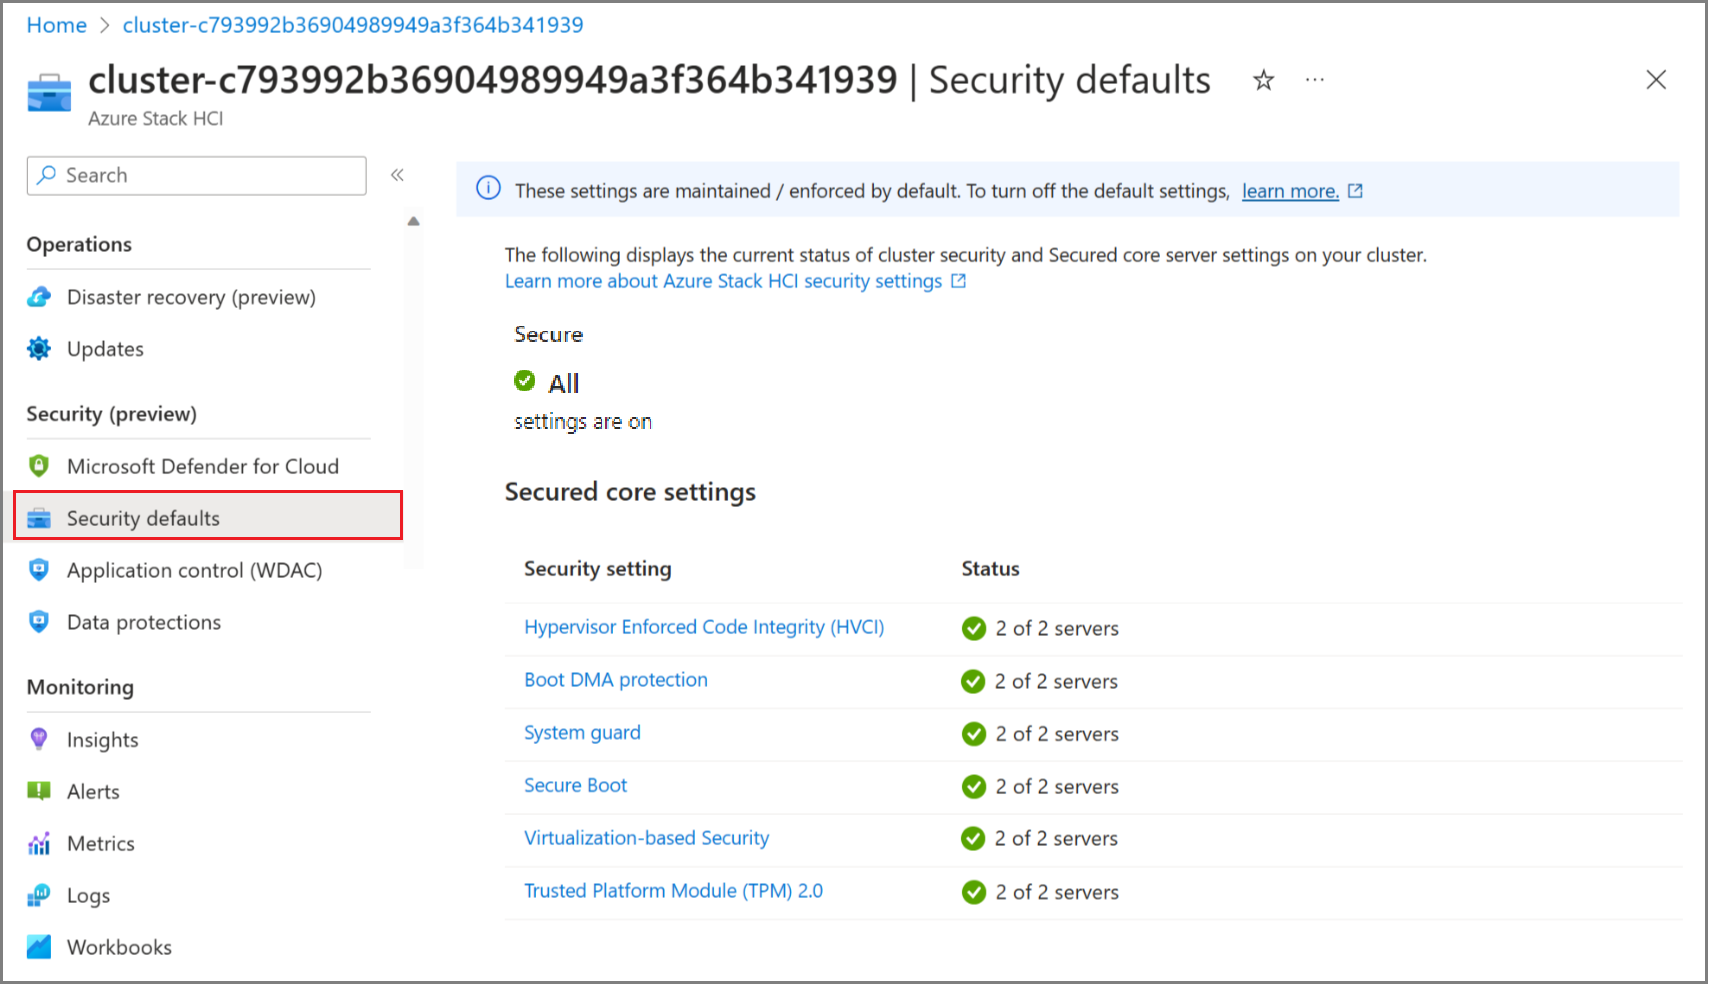 Home > cluster-c793992b36904989949a3f364b341939
cluster-c793992b36904989949a3f364b341939 | Security defaults
Azure Stack HCI
Search
Operations
Disaster recovery (preview)
Updates
Security (preview)
Microsoft Defender for Cloud
Security defaults
Application control (WDAC)
Data protections
Monitoring
Insights
Alerts
Metrics
Logs
Workbooks
These settings are maintained / enforced by default. To turn off the default settings, learn more.
The following displays the current status of cluster security and Secured core server settings on your cluster.
Learn more about Azure Stack HCI security settings
Secure
All
settings are on
Secured core settings
Security setting Status
Hypervisor Enforced Code Integrity (HVCI) 2 of 2 servers
Boot DMA protection 2 of 2 servers
System guard 2 of 2 servers
Secure Boot 2 of 2 servers
Virtualization-based Security 2 of 2 servers
Trusted Platform Module (TPM) 2.0 2 of 2 servers